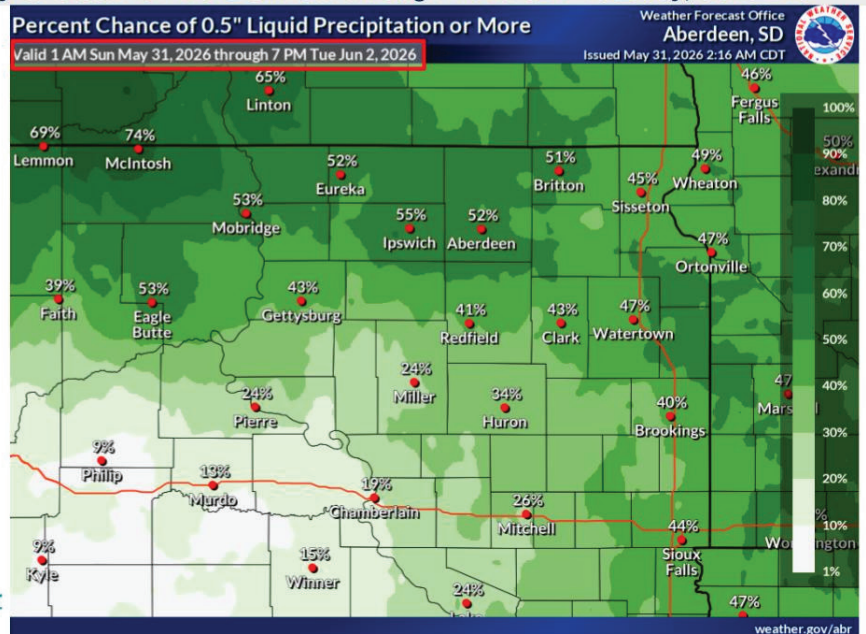 Percent Chance of 0.5" Liquid Precipitation or More
Valid 1 AM Sun May 31, 2026 through 7 PM Tue Jun 2, 2026
Weather Forecast Office
Aberdeen, SD
Issued May 31, 2026 2:16 AM CDT
65%
Linton
46%
Fergus
Falls
100%
69%
Lemmon
74%
McIntosh
52%
Eureka
51%
Britton
49%
Wheaton
50%
90%
45%
Sisseton
80%
53%
Mobridge
55%
Ipswich
52%
Aberdeen
47%
Ortonville
70%
39%
Faith
53%
Eagle
Butte
43%
Gettysburg
41%
Redfield
43%
Clark
47%
Watertown
60%
50%
24%
Miller
24%
Pierre
34%
Huron
40%
Brookings
47
Mars
l
40%
30%
9%
Philip
13%
Murdo
19%
Chamberlain
26%
Mitchell
44%
Sioux
Falls
20%
10%
%
Wo
ington
9%
Kyle
15%
Winner
24%
47%
1%
weather.gov/abr